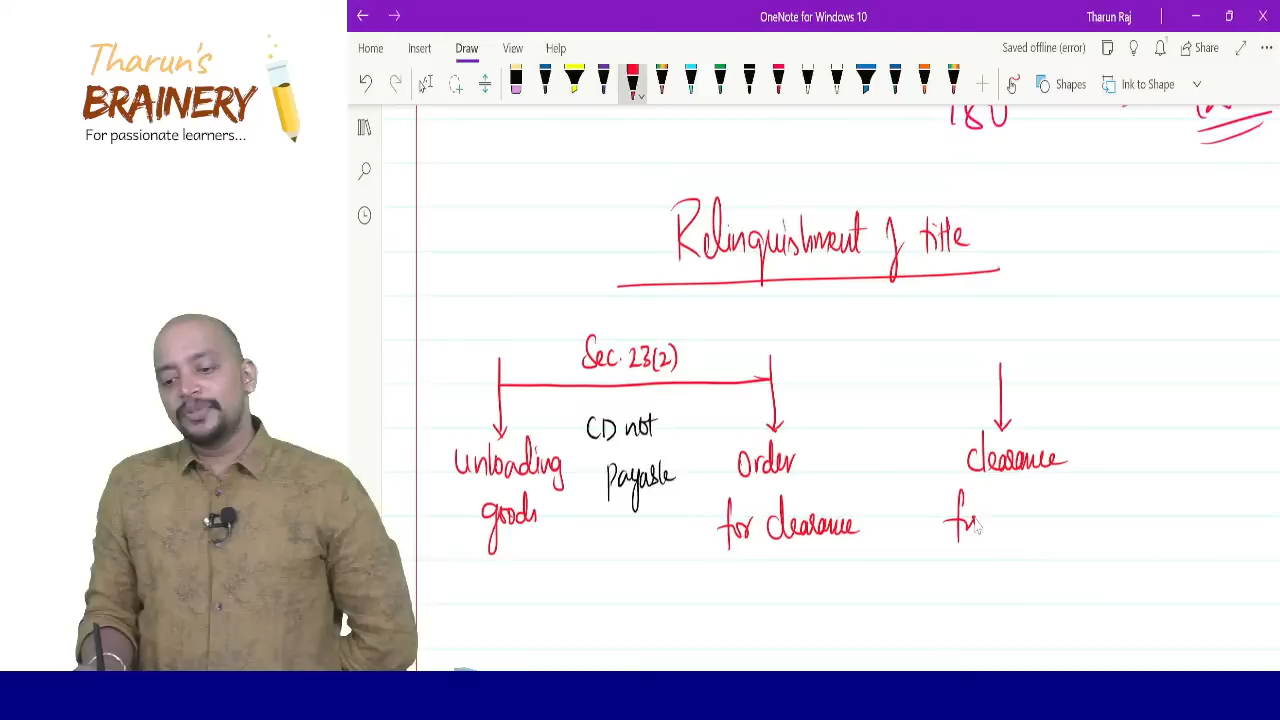 Tharun's
BRAINERY
For passionate learners...
OneNote for Windows 10
Tharun Raj
Home Insert Draw View Help
Saved offline (error)
Share
Shapes
Ink to Shape
180
Relinquishment of title
Sec. 23(2)
CD not
payable
unloading
goods
order
for clearance
clearance